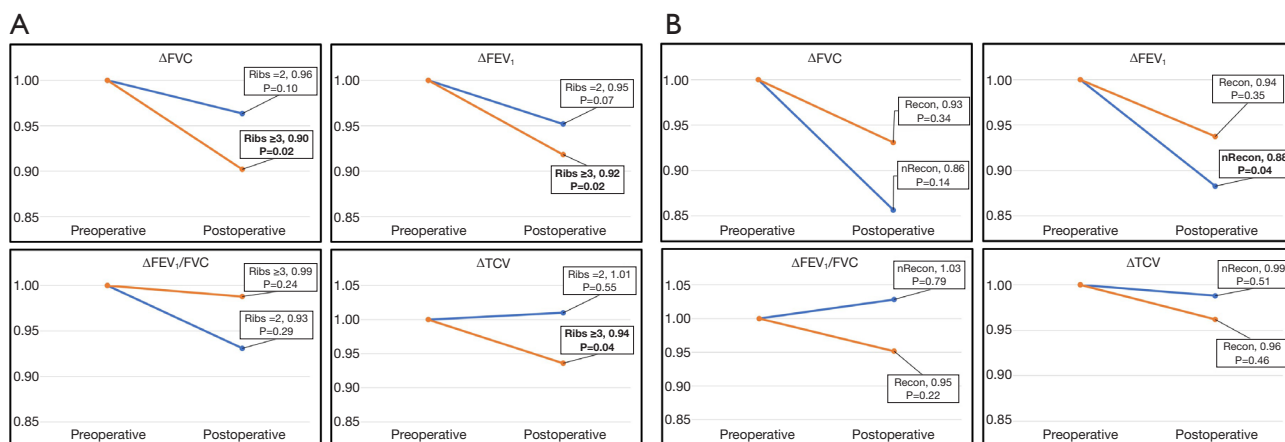 A
ΔFVC
1.00
0.95
0.90
0.85
Ribs =2, 0.96
P=0.10
Ribs ≥3, 0.90
P=0.02
Preoperative
Postoperative
ΔFEV₁
Ribs =2, 0.95
P=0.07
Ribs ≥3, 0.92
P=0.02
Preoperative
Postoperative
ΔFEV₁/FVC
1.00
0.95
0.90
0.85
Ribs ≥3, 0.99
P=0.24
Ribs =2, 0.93
P=0.29
Preoperative
Postoperative
ΔTCV
1.05
1.00
0.95
0.90
0.85
Ribs =2, 1.01
P=0.55
Ribs ≥3, 0.94
P=0.04
Preoperative
Postoperative
B
ΔFVC
1.00
0.95
0.90
0.85
Recon, 0.93
P=0.34
nRecon, 0.86
P=0.14
Preoperative
Postoperative
ΔFEV₁
1.00
0.95
0.90
0.85
Recon, 0.94
P=0.35
nRecon, 0.88
P=0.04
Preoperative
Postoperative
ΔFEV₁/FVC
1.05
1.00
0.95
0.90
0.85
nRecon, 1.03
P=0.79
Recon, 0.95
P=0.22
Preoperative
Postoperative
ΔTCV
1.00
0.95
0.90
0.85
nRecon, 0.99
P=0.51
Recon, 0.96
P=0.46
Preoperative
Postoperative